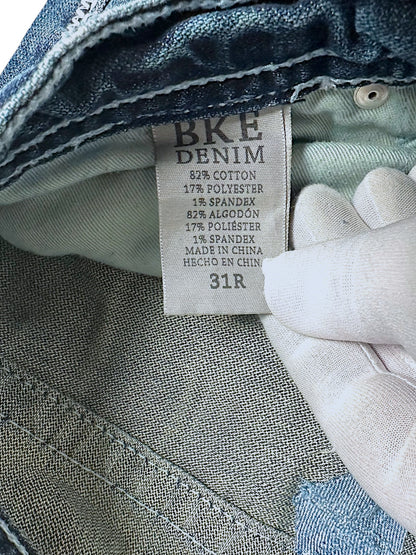 BKE
DENIM
82% COTTON
17% POLYESTER
1% SPANDEX
82% ALGODÓN
17% POLIÉSTER
1% SPANDEX
MADE IN CHINA
HECHO EN CHINA
31R